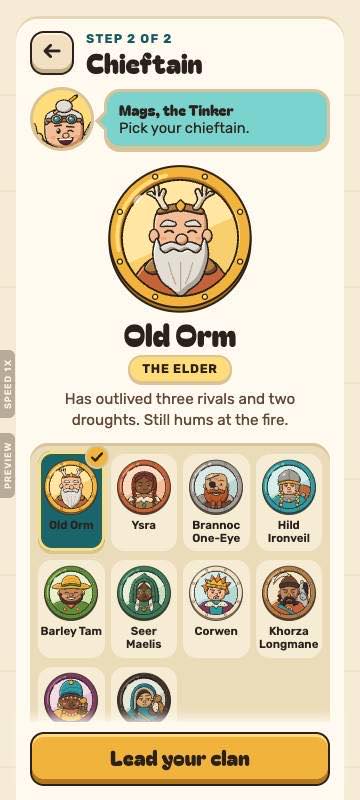 STEP 2 OF 2
Chieftain
Mags, the Tinker
Pick your chieftain.
Old Orm
THE ELDER
Has outlived three rivals and two
droughts. Still hums at the fire.
SPEED 1X
PREVIEW
Old Orm
Ysra
Brannoc
One-Eye
Hild
Ironveil
Barley Tam
Seer
Maelis
Corwen
Khorza
Longmane
Lead your clan